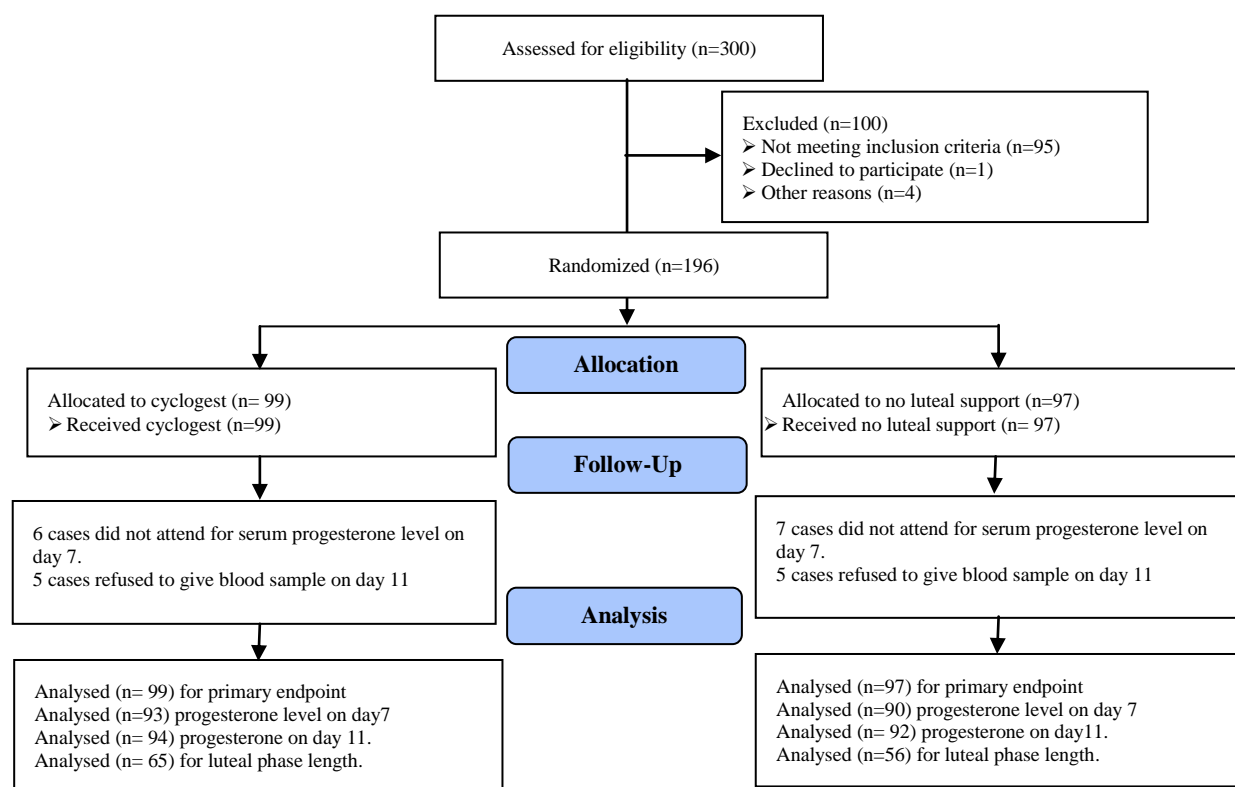 Assessed for eligibility (n=300)
Excluded (n=100)
➢ Not meeting inclusion criteria (n=95)
➢ Declined to participate (n=1)
➢ Other reasons (n=4)
Randomized (n=196)
Allocation
Allocated to cyclogest (n= 99)
➢ Received cyclogest (n=99)
Allocated to no luteal support (n=97)
➢ Received no luteal support (n= 97)
Follow-Up
6 cases did not attend for serum progesterone level on
day 7.
5 cases refused to give blood sample on day 11
7 cases did not attend for serum progesterone level on
day 7.
5 cases refused to give blood sample on day 11
Analysis
Analysed (n= 99) for primary endpoint
Analysed (n=93) progesterone level on day7
Analysed (n= 94) progesterone on day 11.
Analysed (n= 65) for luteal phase length.
Analysed (n=97) for primary endpoint
Analysed (n=90) progesterone level on day 7
Analysed (n= 92) progesterone on day11.
Analysed (n=56) for luteal phase length.